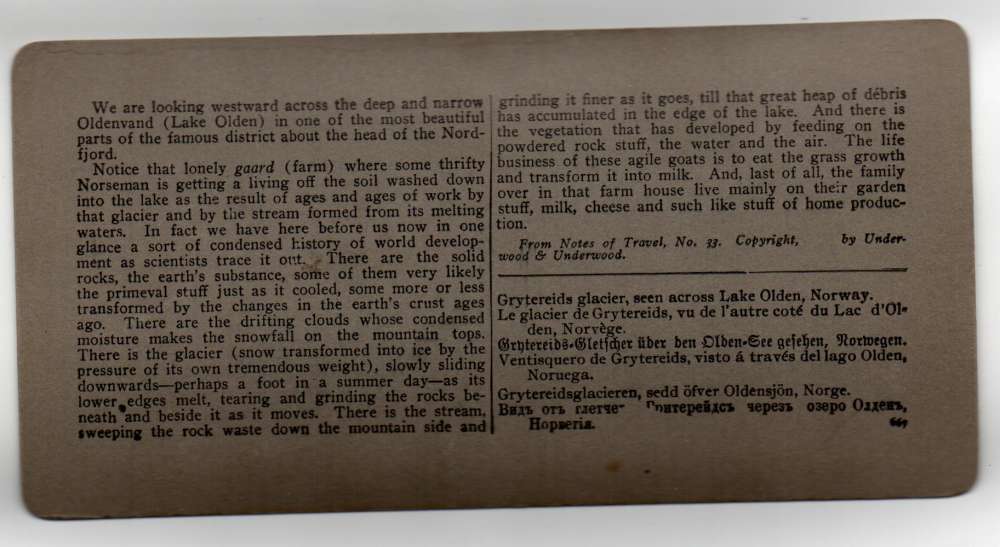 We are looking westward across the deep and narrow
Oldenvand (Lake Olden) in one of the most beautiful
parts of the famous district about the head of the Nord-
fjord.
Notice that lonely gaard (farm) where some thrifty
Norseman is getting a living off the soil washed down
into the lake as the result of ages and ages of work by
that glacier and by the stream formed from its melting
waters. In fact we have here before us now in one
glance a sort of condensed history of world develop-
ment as scientists trace it out. There are the solid
rocks, the earth's substance, some of them very likely
the primeval stuff just as it cooled, some more or less
transformed by the changes in the earth's crust ages
ago. There are the drifting clouds whose condensed
moisture makes the snowfall on the mountain tops.
There is the glacier (snow transformed into ice by the
pressure of its own tremendous weight), slowly sliding
downwards—perhaps a foot in a summer day—as its
lower edges melt, tearing and grinding the rocks be-
neath and beside it as it moves. There is the stream,
sweeping the rock waste down the mountain side and
grinding it finer as it goes, till that great heap of débris
has accumulated in the edge of the lake. And there is
the vegetation that has developed by feeding on the
powdered rock stuff, the water and the air. The life
business of these agile goats is to eat the grass growth
and transform it into milk. And, last of all, the family
over in that farm house live mainly on their garden
stuff, milk, cheese and such like stuff of home produc-
tion.
From Notes of Travel, No. 33. Copyright, by Under-
wood & Underwood.
Grytereids glacier, seen across Lake Olden, Norway.
Le glacier de Grytereids, vu de l'autre coté du Lac d'Ol-
den, Norvège.
Grytereids-Gletscher über den Olden-See gesehen, Norwegen.
Ventisquero de Grytereids, visto á través del lago Olden,
Noruega.
Grytereidsglacieren, sedd öfver Oldensjön, Norge.
Видъ отъ черезъ озеро Олденъ,
Норвегія.
667